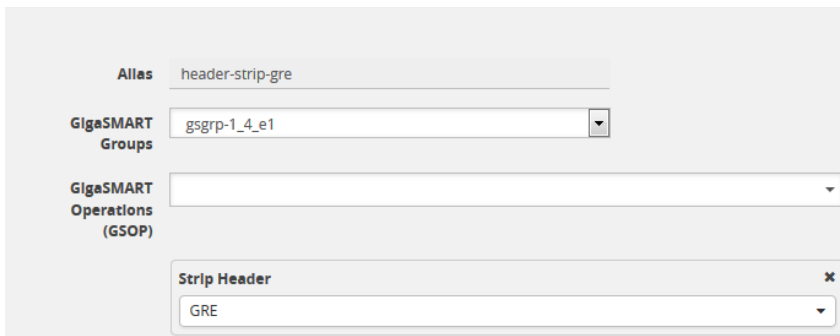 Alias header-strip-gre
GigaSMART gsgrp-1_4_e1
Groups
GigaSMART
Operations
(GSOP)
Strip Header
GRE